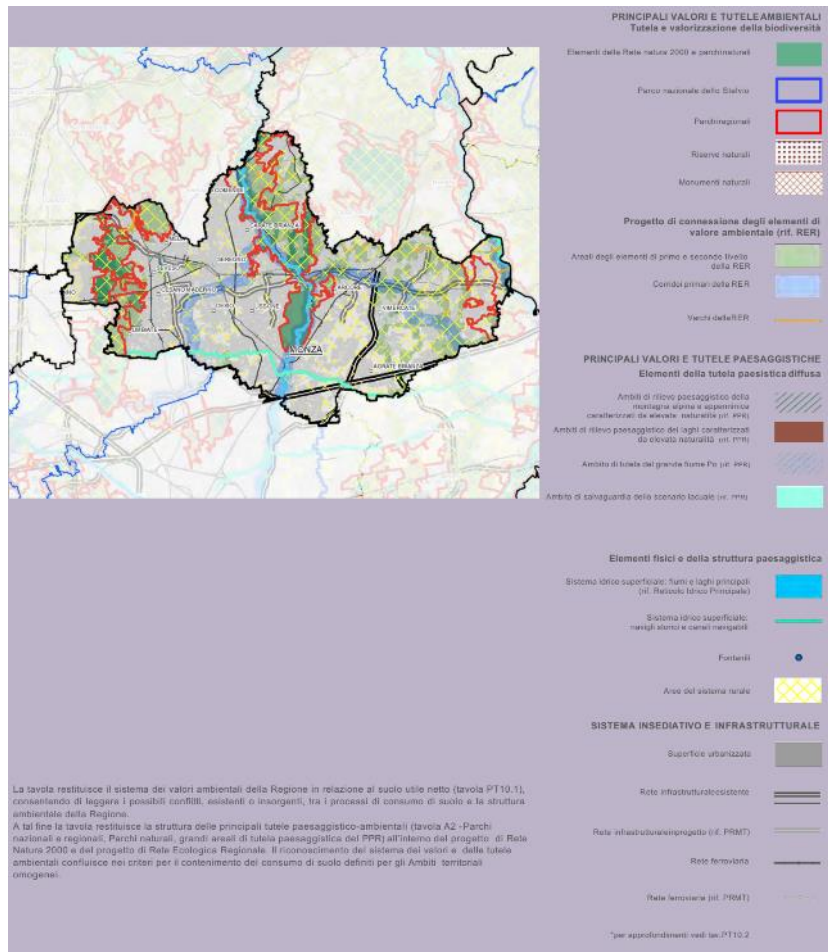 PRINCIPALI VALORI E TUTELE AMBIENTALI
Tutela e valorizzazione della biodiversità
Elementi della Rete natura 2000 e parchi naturali
Parco nazionale dello Stelvio
Parchi regionali
Riserve naturali
Monumenti naturali
Progetto di connessione degli elementi di
valore ambientale (rif. RER)
Areali degli elementi di primo e secondo livello
della RER
Corridoi primari della RER
Varchi della RER
PRINCIPALI VALORI E TUTELE PAESAGGISTICHE
Elementi della tutela paesistica diffusa
Ambiti di rilievo paesaggistico della
montagna alpina e appenninica
caratterizzati da elevata naturalità (rif. PPR)
Ambiti di rilievo paesaggistico dei laghi caratterizzati
da elevata naturalità (rif. PPR)
Ambito di tutela del grande fiume Po (rif. PPR)
Ambito di salvaguardia dello scenario lacuale (rif. PPR)
Elementi fisici e della struttura paesaggistica
Sistema idrico superficiale: fiumi e laghi principali
(rif. Reticolo Idrico Principale)
Sistema idrico superficiale:
navigli storici e canali navigabili
Fontanili
Aree del sistema rurale
SISTEMA INSEDIATIVO E INFRASTRUTTURALE
Superficie urbanizzata
Rete infrastrutturale esistente
Rete infrastrutturale in progetto (rif. PRMT)
Rete ferroviaria
Rete ferroviaria (rif. PRMT)
*per approfondimenti vedi tav.PT10.2
CARATE BRIANZA
SEREGNO
SEVESO
CESANO MADERNO
LIMBIATE
MONZA
VIMERCATE
AGRATE BRIANZA
La tavola restituisce il sistema dei valori ambientali della Regione in relazione al suolo utile netto (tavola PT10.1),
consentendo di leggere i possibili conflitti, esistenti o insorgenti, tra i processi di consumo di suolo e la struttura
ambientale della Regione.
A tal fine la tavola restituisce la struttura delle principali tutele paesaggistico-ambientali (tavola A2 -Parchi
nazionali e regionali, Parchi naturali, grandi areali di tutela paesaggistica del PPR) all'interno del progetto di Rete
Natura 2000 e del progetto di Rete Ecologica Regionale. Il riconoscimento del sistema dei valori e delle tutele
ambientali confluisce nei criteri per il contenimento del consumo di suolo definiti per gli Ambiti territoriali
omogenei.